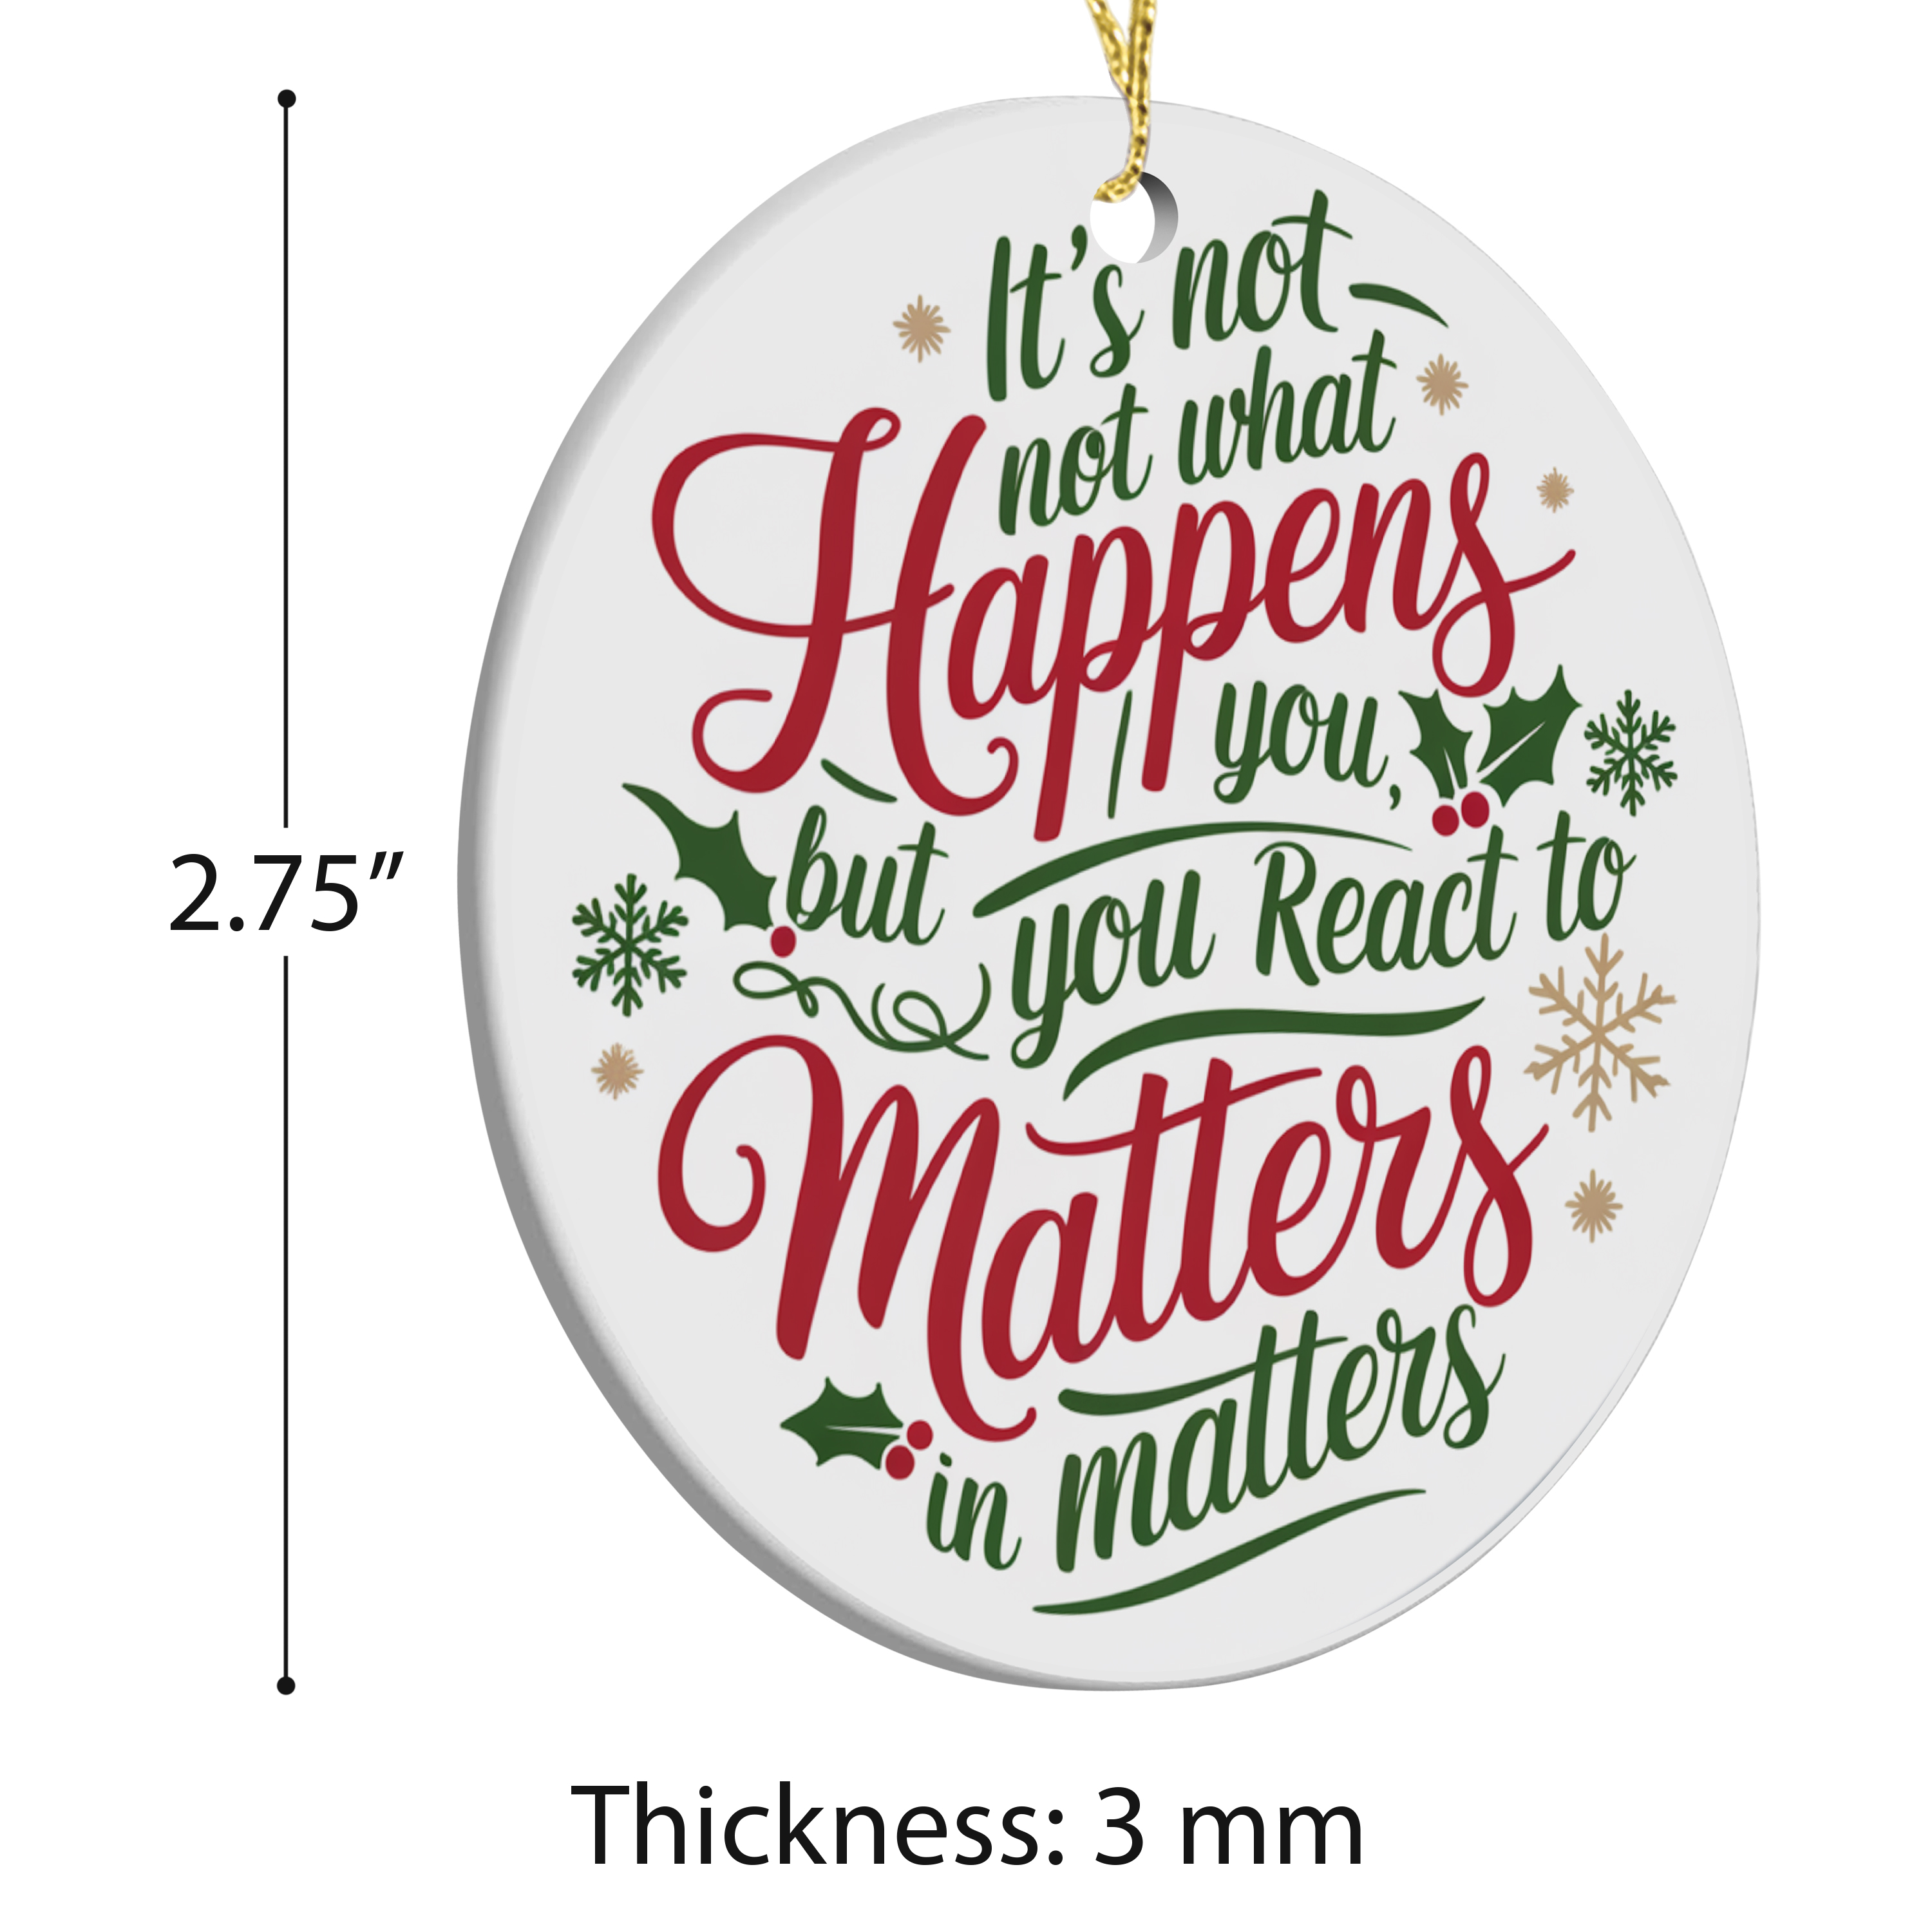 It's not
not what
Happens
you,
but you React to
Matters
in matters
2.75"
Thickness: 3 mm